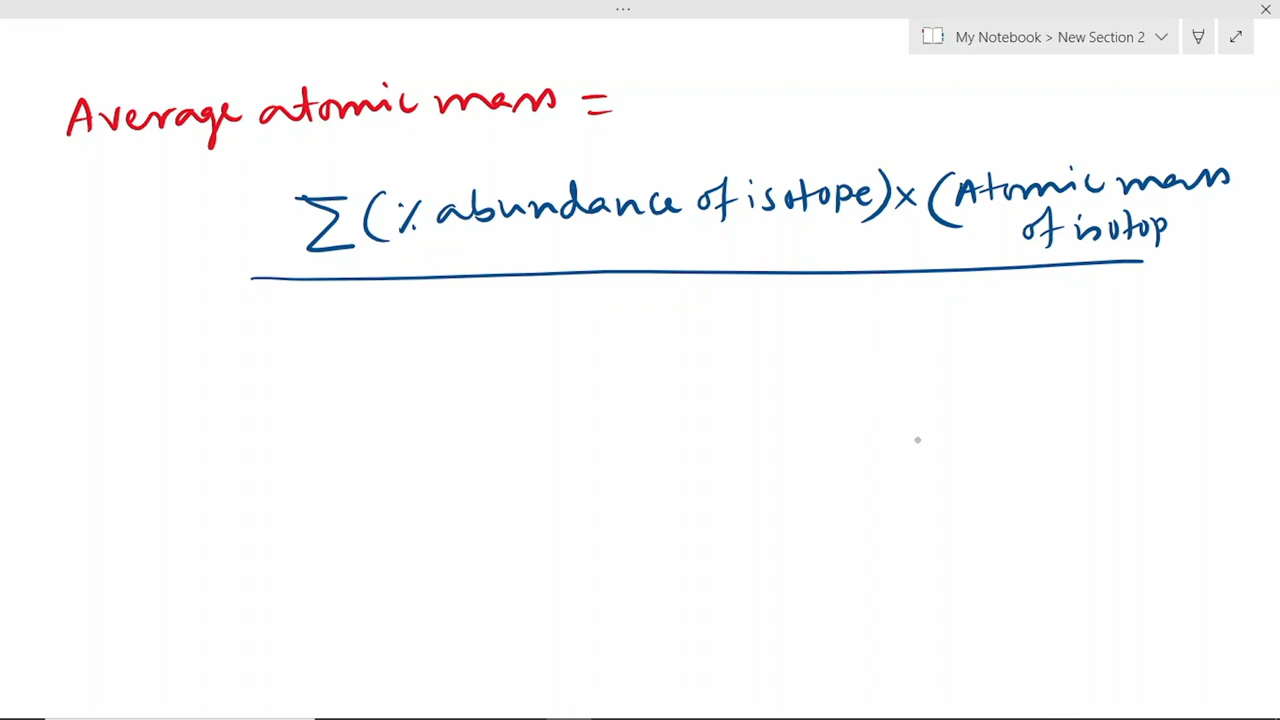 My Notebook > New Section 2
Average atomic mass =
∑(% abundance of isotope)×(Atomic mass
of isotop